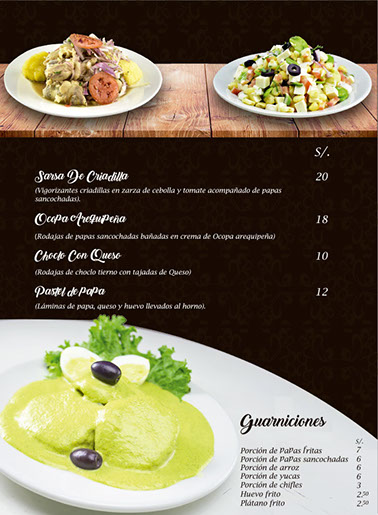 S/.
Sarsa De Criadilla 20
(Vigorizantes criadillas en zarza de cebolla y tomate acompañado de papas
sancochadas).
Ocopa Arequipeña 18
(Rodajas de papas sancochadas bañadas en crema de Ocopa arequipeña)
Choclo Con Queso 10
(Rodajas de choclo tierno con tajadas de Queso)
Pastel de papa 12
(Láminas de papa, queso y huevo llevados al horno).
Guarniciones
S/.
Porción de PaPas fritas 7
Porción de PaPas sancochadas 6
Porción de arroz 6
Porción de yucas 6
Porción de chifles 3
Huevo frito 2.50
Plátano frito 2.50